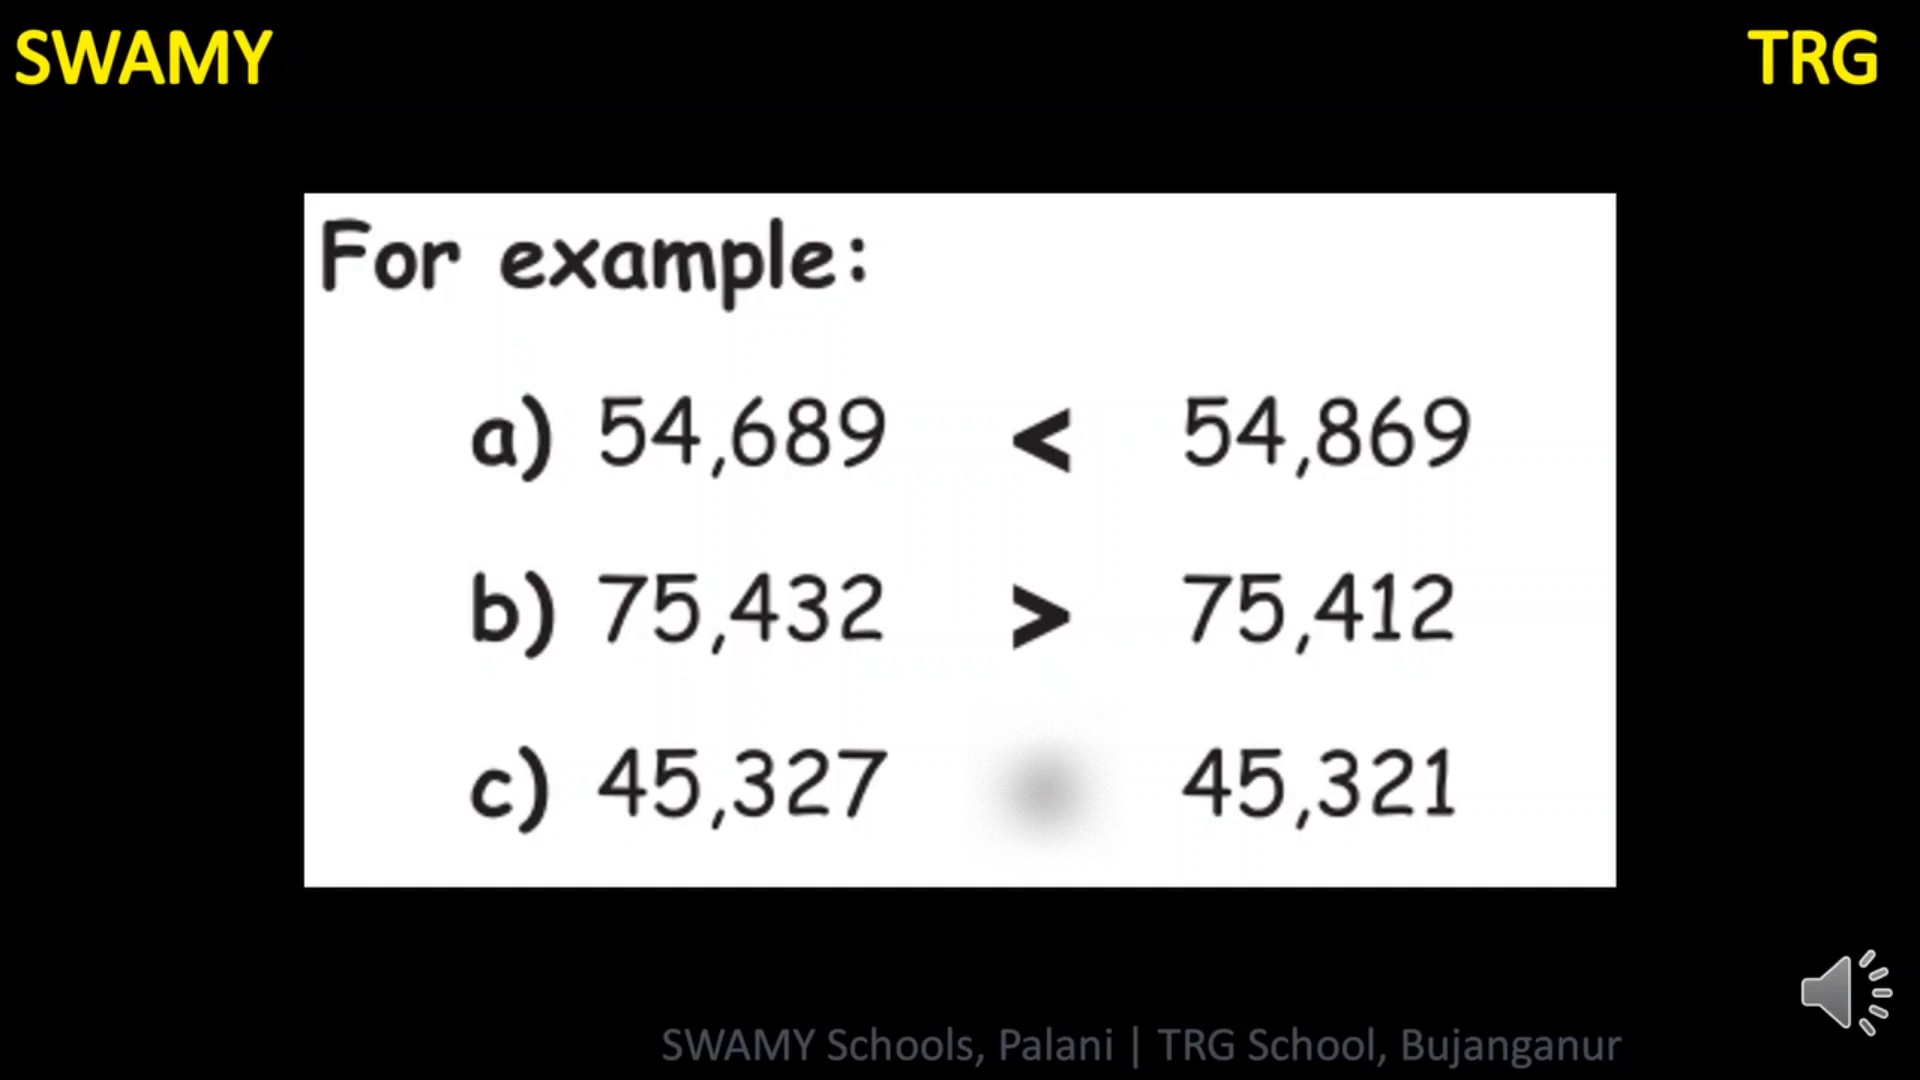 SWAMY
TRG
For example:
a) 54,689 < 54,869
b) 75,432 > 75,412
c) 45,327 45,321
SWAMY Schools, Palani | TRG School, Bujanganur